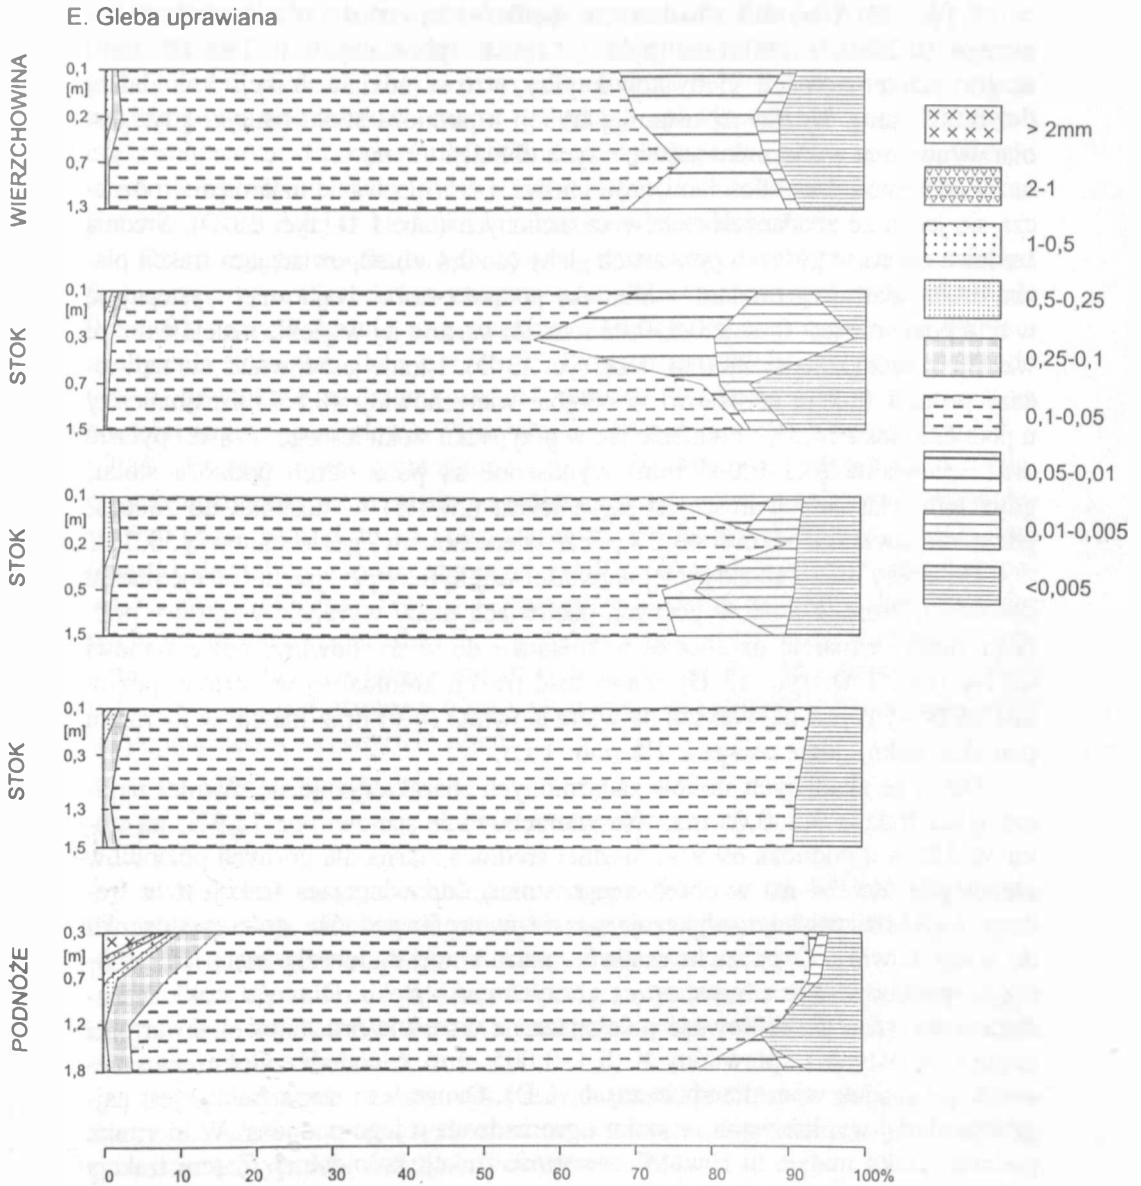 E. Gleba uprawiana
WIERZCHOWINA
0,1
[m]
0,2
0,7
1,3
STOK
0,1
[m]
0,3
0,7
1,5
STOK
0,1
[m]
0,2
0,5
1,5
STOK
0,1
[m]
0,3
1,3
1,5
PODNÓŻE
0,3
[m]
0,7
1,2
1,8
0 10 20 30 40 50 60 70 80 90 100%
> 2mm
2-1
1-0,5
0,5-0,25
0,25-0,1
0,1-0,05
0,05-0,01
0,01-0,005
<0,005